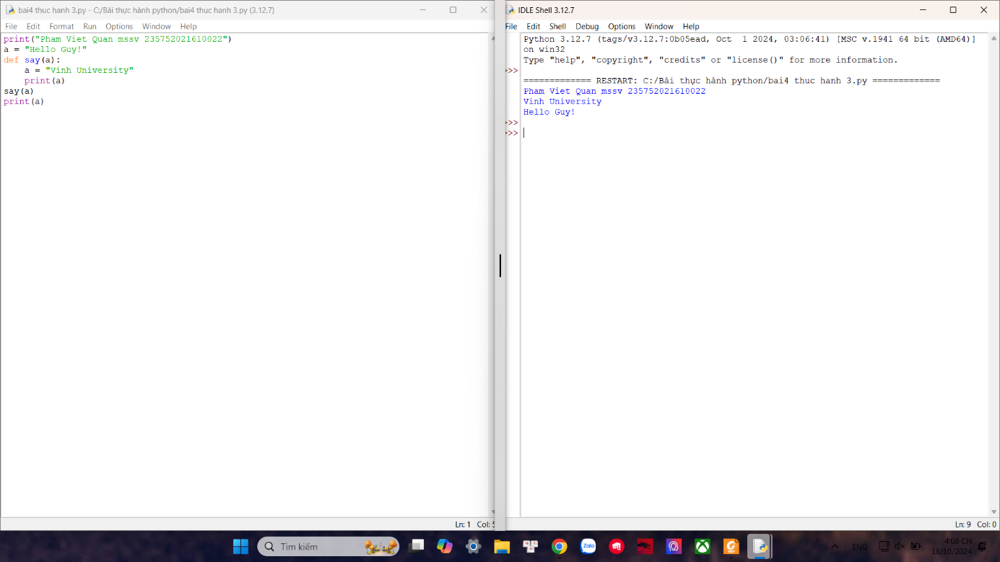 bai4 thuc hanh 3.py - C:/Bài thực hành python/bai4 thuc hanh 3.py (3.12.7)
File Edit Format Run Options Window Help
print("Pham Viet Quan mssv 235752021610022")
a = "Hello Guy!"
def say(a):
    a = "Vinh University"
    print(a)
say(a)
print(a)
Ln: 1 Col:
IDLE Shell 3.12.7
File Edit Shell Debug Options Window Help
Python 3.12.7 (tags/v3.12.7:0b05ead, Oct  1 2024, 03:06:41) [MSC v.1941 64 bit (AMD64)]
on win32
Type "help", "copyright", "credits" or "license()" for more information.
>>>
============= RESTART: C:/Bài thực hành python/bai4 thuc hanh 3.py =============
Pham Viet Quan mssv 235752021610022
Vinh University
Hello Guy!
>>>
>>>
Ln: 9 Col: 0
Tìm kiếm
Zalo
ENG
4:08 CH
18/10/2024